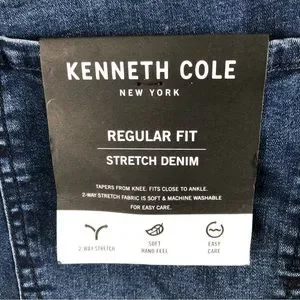 KENNETH COLE
NEW YORK
REGULAR FIT
STRETCH DENIM
TAPERS FROM KNEE. FITS CLOSE TO ANKLE.
2-WAY STRETCH FABRIC IS SOFT & MACHINE WASHABLE
FOR EASY CARE.
2-WAY STRETCH
SOFT
HAND FEEL
EASY
CARE